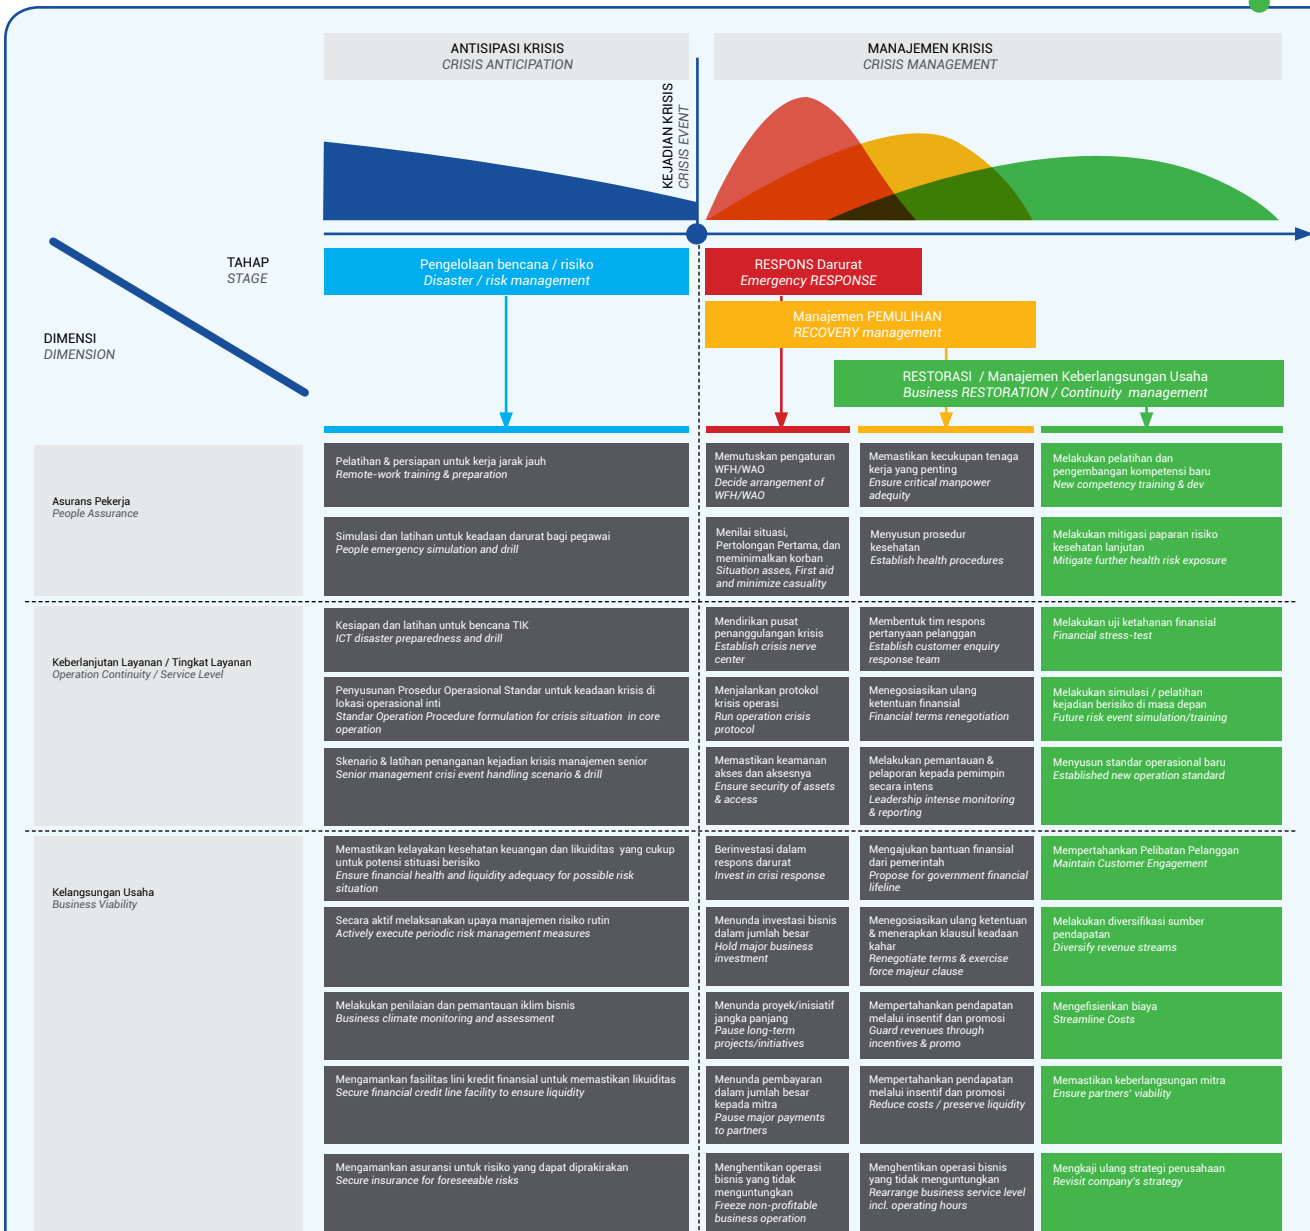 ANTISIPASI KRISIS
CRISIS ANTICIPATION
MANAJEMEN KRISIS
CRISIS MANAGEMENT
KEJADIAN KRISIS
CRISIS EVENT
TAHAP
STAGE
DIMENSI
DIMENSION
Pengelolaan bencana / risiko
Disaster / risk management
RESPONS Darurat
Emergency RESPONSE
Manajemen PEMULIHAN
RECOVERY management
RESTORASI / Manajemen Keberlangsungan Usaha
Business RESTORATION / Continuity management
Asurans Pekerja
People Assurance
Pelatihan & persiapan untuk kerja jarak jauh
Remote-work training & preparation
Memutuskan pengaturan
WFH/WAO
Decide arrangement of
WFH/WAO
Memastikan kecukupan tenaga
kerja yang penting
Ensure critical manpower
adequity
Melakukan pelatihan dan
pengembangan kompetensi baru
New competency training & dev
Simulasi dan latihan untuk keadaan darurat bagi pegawai
People emergency simulation and drill
Menilai situasi,
Pertolongan Pertama, dan
meminimalkan korban
Situation asses, First aid
and minimize casuality
Menyusun prosedur
kesehatan
Establish health procedures
Melakukan mitigasi paparan risiko
kesehatan lanjutan
Mitigate further health risk exposure
Keberlanjutan Layanan / Tingkat Layanan
Operation Continuity / Service Level
Kesiapan dan latihan untuk bencana TIK
ICT disaster preparedness and drill
Mendirikan pusat
penanggulangan krisis
Establish crisis nerve
center
Membentuk tim respons
pertanyaan pelanggan
Establish customer enquiry
response team
Melakukan uji ketahanan finansial
Financial stress-test
Penyusunan Prosedur Operasional Standar untuk keadaan krisis di
lokasi operasional inti
Standar Operation Procedure formulation for crisis situation in core
operation
Menjalankan protokol
krisis operasi
Run operation crisis
protocol
Menegosiasikan ulang
ketentuan finansial
Financial terms renegotiation
Melakukan simulasi / pelatihan
kejadian berisiko di masa depan
Future risk event simulation/training
Skenario & latihan penanganan kejadian krisis manajemen senior
Senior management crisi event handling scenario & drill
Memastikan keamanan
akses dan aksesnya
Ensure security of assets
& access
Melakukan pemantauan &
pelaporan kepada pemimpin
secara intens
Leadership intense monitoring
& reporting
Menyusun standar operasional baru
Established new operation standard
Kelangsungan Usaha
Business Viability
Memastikan kelayakan kesehatan keuangan dan likuiditas yang cukup
untuk potensi stituasi berisiko
Ensure financial health and liquidity adequacy for possible risk
situation
Berinvestasi dalam
respons darurat
Invest in crisi response
Mengajukan bantuan finansial
dari pemerintah
Propose for government financial
lifeline
Mempertahankan Pelibatan Pelanggan
Maintain Customer Engagement
Secara aktif melaksanakan upaya manajemen risiko rutin
Actively execute periodic risk management measures
Menunda investasi bisnis
dalam jumlah besar
Hold major business
investment
Menegosiasikan ulang ketentuan
& menerapkan klausul keadaan
kahar
Renegotiate terms & exercise
force majeur clause
Melakukan diversifikasi sumber
pendapatan
Diversify revenue streams
Melakukan penilaian dan pemantauan iklim bisnis
Business climate monitoring and assessment
Menunda proyek/inisiatif
jangka panjang
Pause long-term
projects/initiatives
Mempertahankan pendapatan
melalui insentif dan promosi
Guard revenues through
incentives & promo
Mengefisienkan biaya
Streamline Costs
Mengamankan fasilitas lini kredit finansial untuk memastikan likuiditas
Secure financial credit line facility to ensure liquidity
Menunda pembayaran
dalam jumlah besar
kepada mitra
Pause major payments
to partners
Mempertahankan pendapatan
melalui insentif dan promosi
Reduce costs / preserve liquidity
Memastikan keberlangsungan mitra
Ensure partners' viability
Mengamankan asuransi untuk risiko yang dapat diprakirakan
Secure insurance for foreseeable risks
Menghentikan operasi
bisnis yang tidak
menguntungkan
Freeze non-profitable
business operation
Menghentikan operasi bisnis
yang tidak menguntungkan
Rearrange business service level
incl. operating hours
Mengkaji ulang strategi perusahaan
Revisit company's strategy